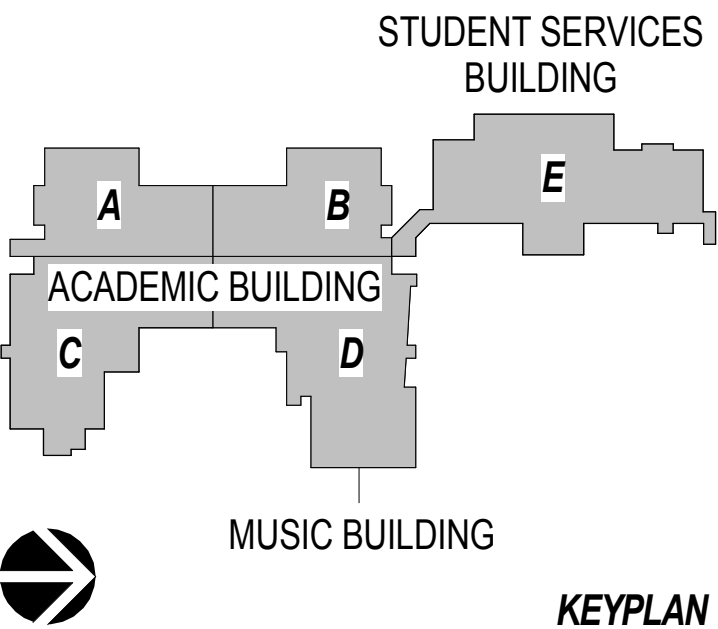 STUDENT SERVICES
BUILDING
A
B
E
ACADEMIC BUILDING
C
D
MUSIC BUILDING
KEYPLAN